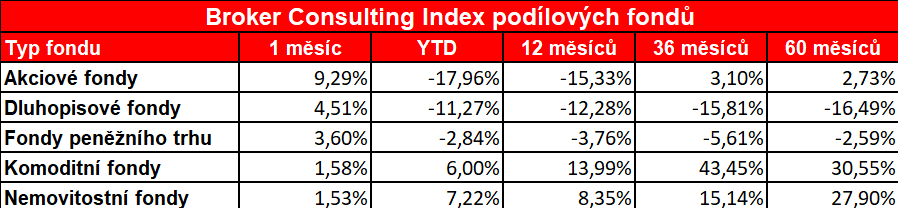 Broker Consulting Index podílových fondů
Typ fondu 1 měsíc YTD 12 měsíců 36 měsíců 60 měsíců
Akciové fondy 9,29% -17,96% -15,33% 3,10% 2,73%
Dluhopisové fondy 4,51% -11,27% -12,28% -15,81% -16,49%
Fondy peněžního trhu 3,60% -2,84% -3,76% -5,61% -2,59%
Komoditní fondy 1,58% 6,00% 13,99% 43,45% 30,55%
Nemovitostní fondy 1,53% 7,22% 8,35% 15,14% 27,90%